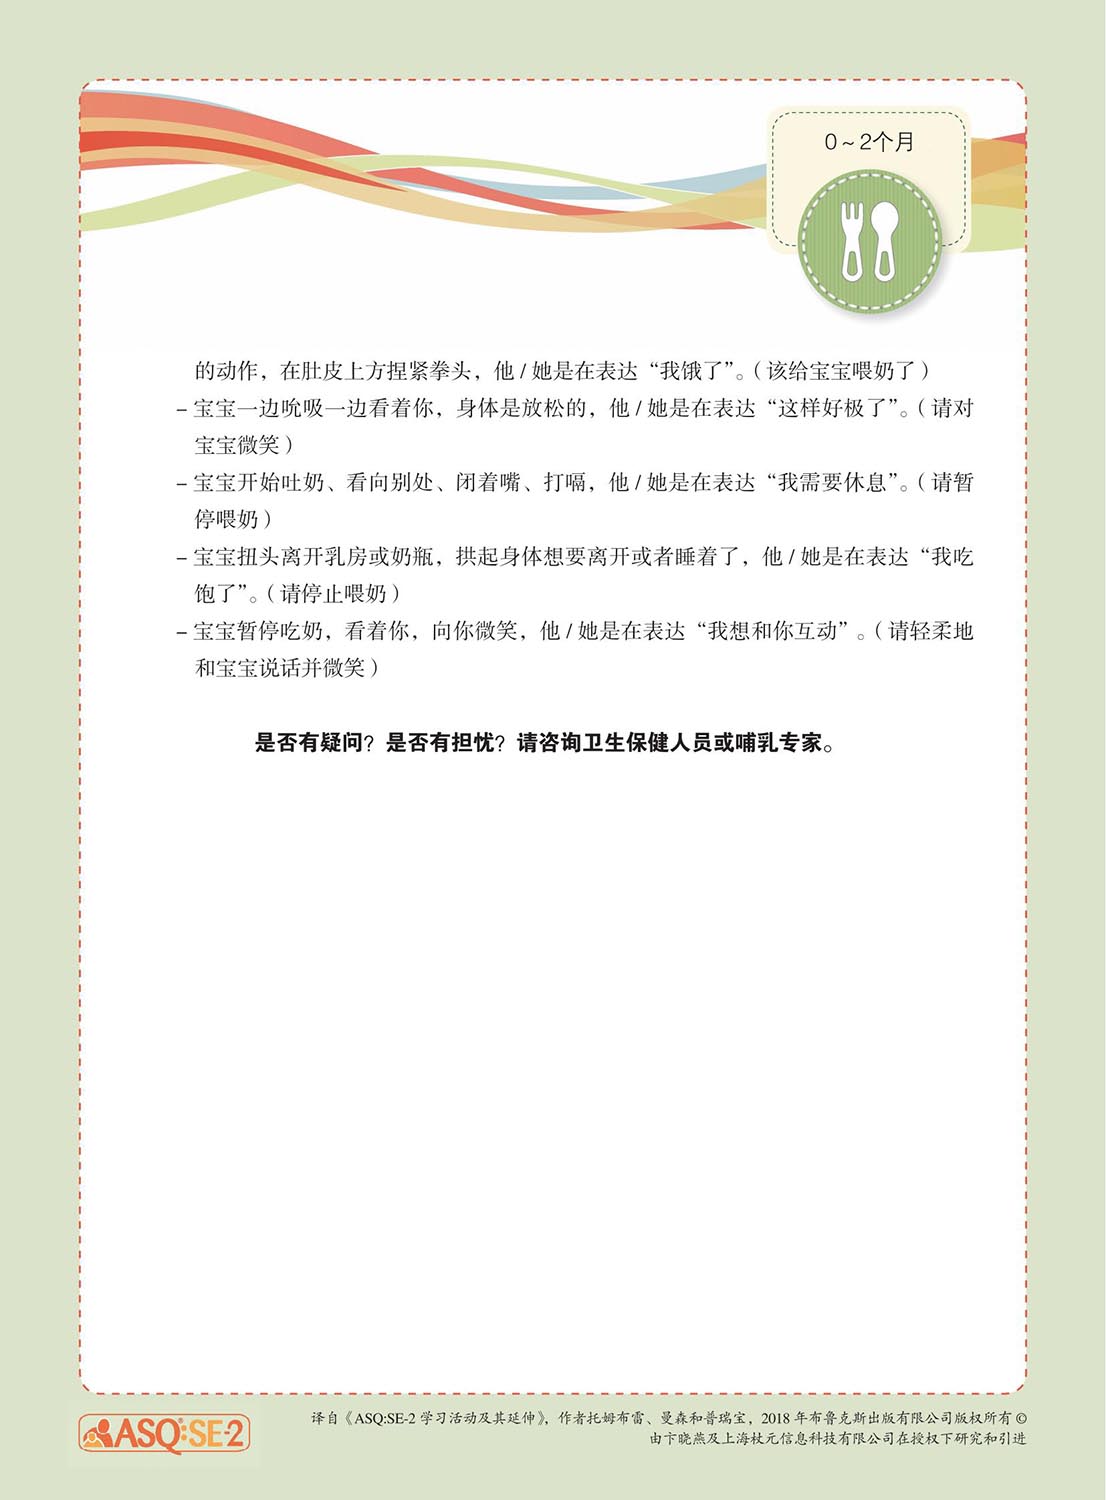 0~2个月
的动作，在肚皮上方捏紧拳头，他/她是在表达“我饿了”。（该给宝宝喂奶了）
– 宝宝一边吮吸一边看着你，身体是放松的，他/她是在表达“这样好极了”。（请对
宝宝微笑）
– 宝宝开始吐奶、看向别处、闭着嘴、打嗝，他/她是在表达“我需要休息”。（请暂
停喂奶）
– 宝宝扭头离开乳房或奶瓶，拱起身体想要离开或者睡着了，他/她是在表达“我吃
饱了”。（请停止喂奶）
– 宝宝暂停吃奶，看着你，向你微笑，他/她是在表达“我想和你互动”。（请轻柔地
和宝宝说话并微笑）
是否有疑问？是否有担忧？请咨询卫生保健人员或哺乳专家。
ASQ:SE-2
译自《ASQ:SE-2 学习活动及其延伸》，作者托姆布雷、曼森和普瑞宝，2018 年布鲁克斯出版有限公司版权所有 ©
由卞晓燕及上海杖元信息科技有限公司在授权下研究和引进